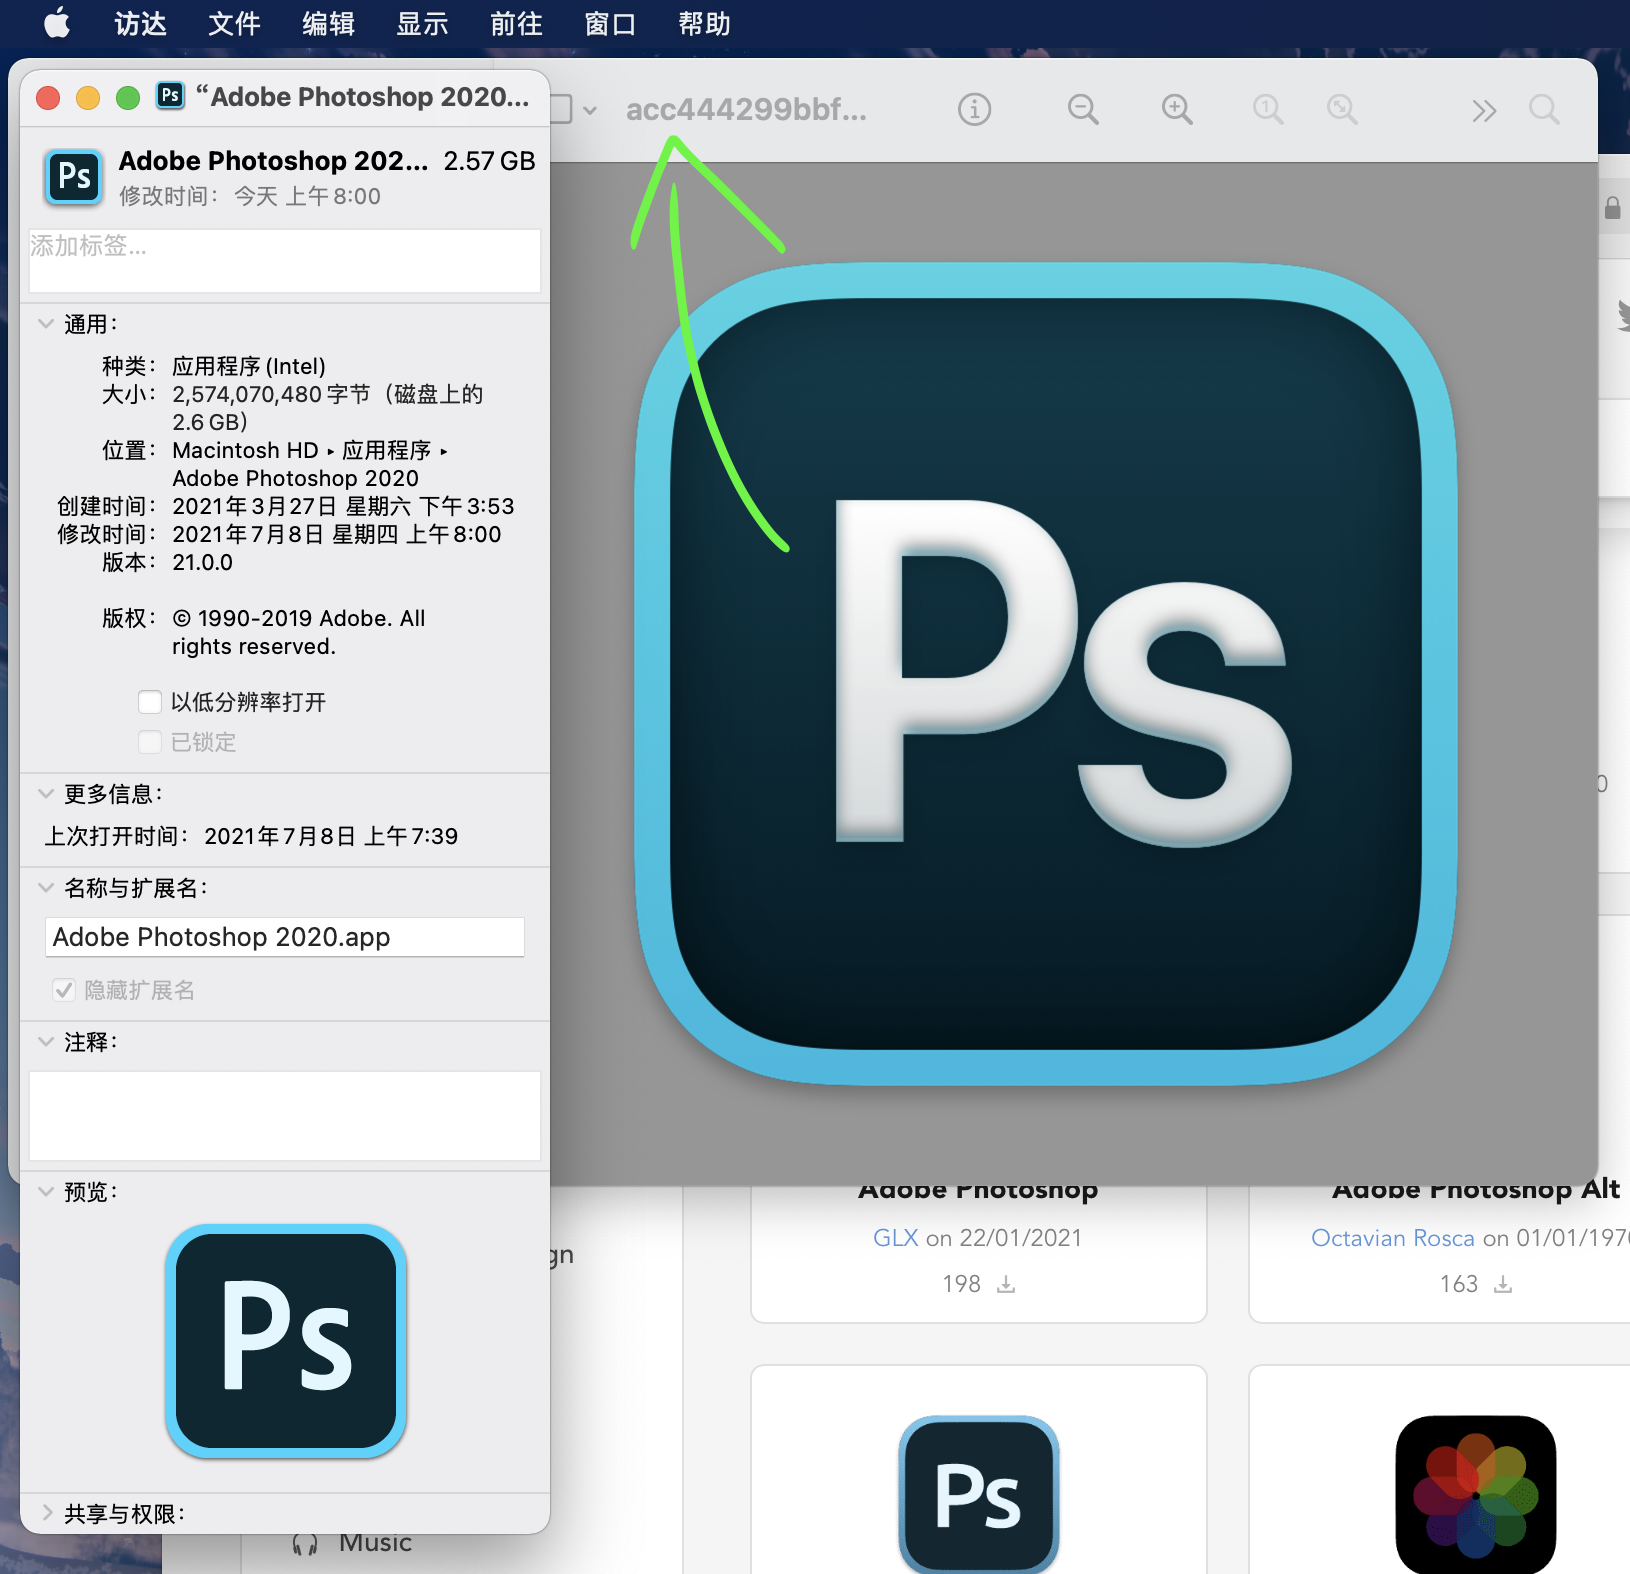 访达 文件 编辑 显示 前往 窗口 帮助
Ps “Adobe Photoshop 2020...
acc444299bbf...
1
Ps
Adobe Photoshop 202... 2.57 GB
修改时间： 今天 上午8:00
添加标签...
通用：
种类： 应用程序 (Intel)
大小： 2,574,070,480 字节（磁盘上的
2.6 GB）
位置： Macintosh HD ▸ 应用程序 ▸
Adobe Photoshop 2020
创建时间： 2021年3月27日 星期六 下午3:53
修改时间： 2021年7月8日 星期四 上午8:00
版本： 21.0.0
版权： © 1990-2019 Adobe. All
rights reserved.
以低分辨率打开
已锁定
更多信息：
上次打开时间： 2021年7月8日 上午7:39
名称与扩展名：
Adobe Photoshop 2020.app
隐藏扩展名
注释：
预览：
Ps
共享与权限：
Ps
0
Adobe Photoshop
GLX on 22/01/2021
198
Adobe Photoshop Alt
Octavian Rosca on 01/01/197
163
gn
Music
Ps